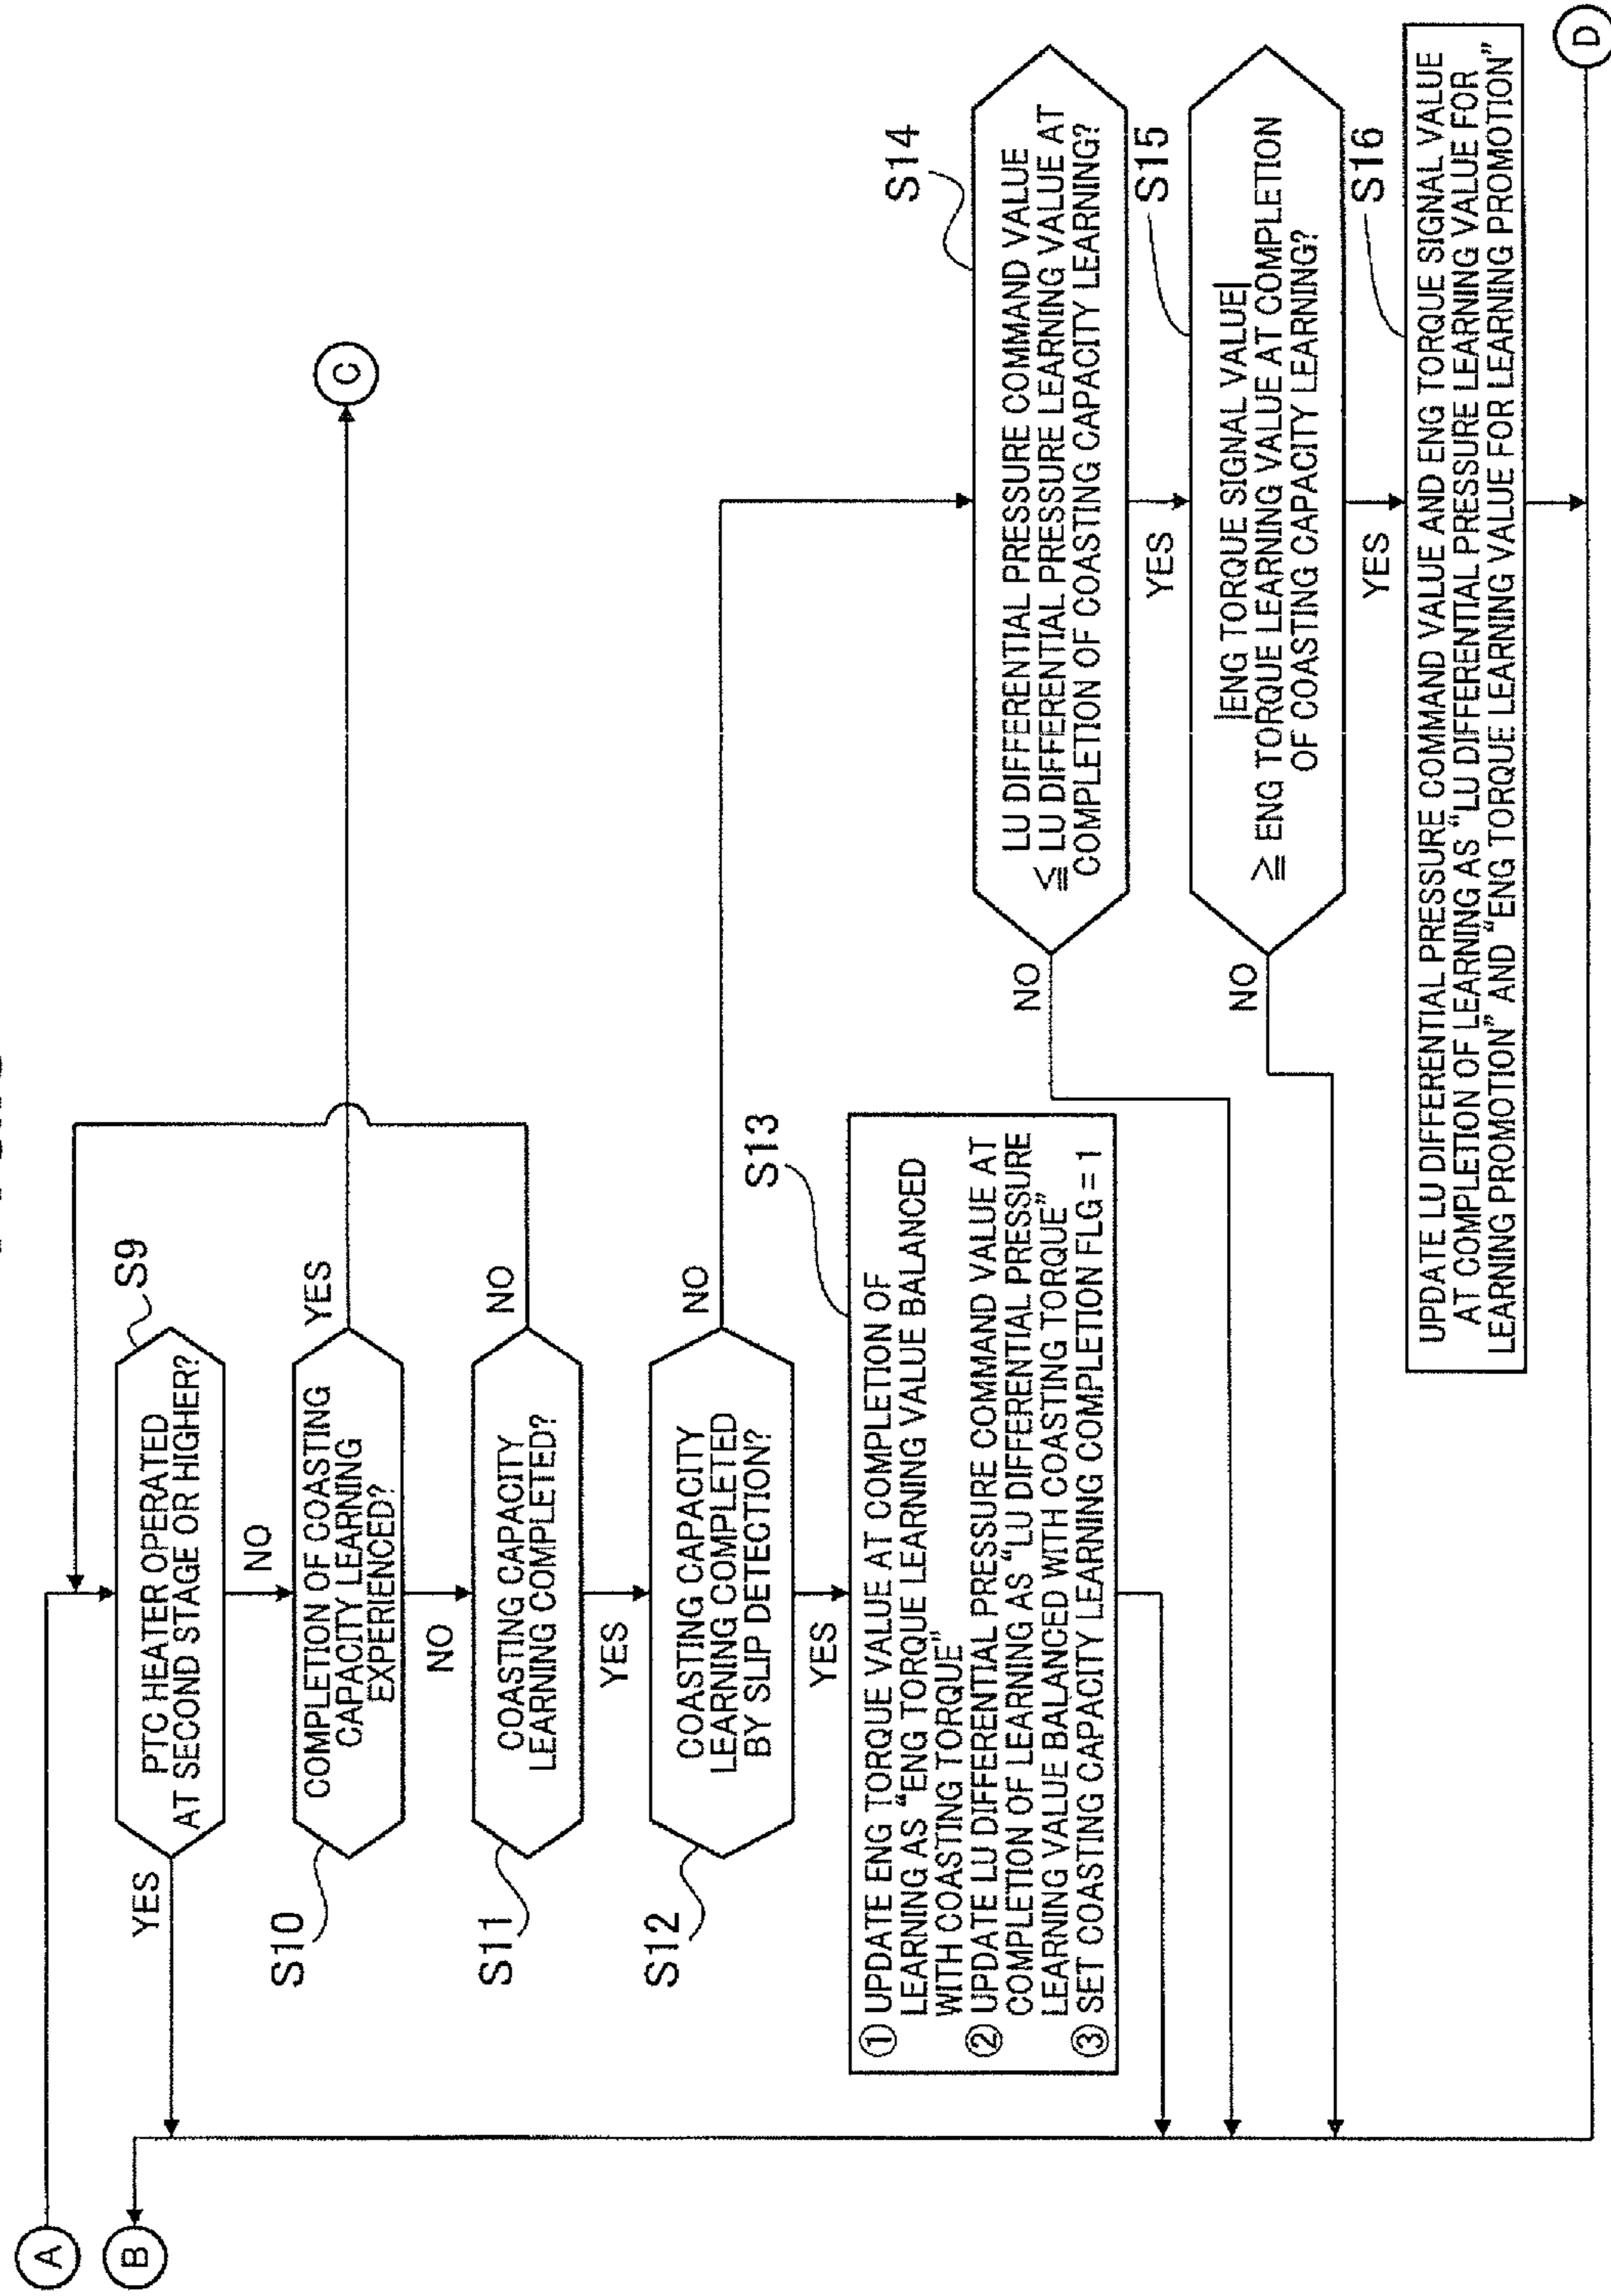 A
B
PTC HEATER OPERATED
AT SECOND STAGE OR HIGHER?
S9
YES
NO
COMPLETION OF COASTING
CAPACITY LEARNING
EXPERIENCED?
S10
YES
C
NO
COASTING CAPACITY
LEARNING COMPLETED?
S11
NO
YES
COASTING CAPACITY
LEARNING COMPLETED
BY SLIP DETECTION?
S12
NO
YES
S13
① UPDATE ENG TORQUE VALUE AT COMPLETION OF
LEARNING AS “ENG TORQUE LEARNING VALUE BALANCED
WITH COASTING TORQUE”
② UPDATE LU DIFFERENTIAL PRESSURE COMMAND VALUE AT
COMPLETION OF LEARNING AS “LU DIFFERENTIAL PRESSURE
LEARNING VALUE BALANCED WITH COASTING TORQUE”
③ SET COASTING CAPACITY LEARNING COMPLETION FLG = 1
S14
LU DIFFERENTIAL PRESSURE COMMAND VALUE
≦ LU DIFFERENTIAL PRESSURE LEARNING VALUE AT
COMPLETION OF COASTING CAPACITY LEARNING?
NO
YES
S15
|ENG TORQUE SIGNAL VALUE|
≧ ENG TORQUE LEARNING VALUE AT COMPLETION
OF COASTING CAPACITY LEARNING?
NO
YES
S16
UPDATE LU DIFFERENTIAL PRESSURE COMMAND VALUE AND ENG TORQUE SIGNAL VALUE
AT COMPLETION OF LEARNING AS “LU DIFFERENTIAL PRESSURE LEARNING VALUE FOR
LEARNING PROMOTION” AND “ENG TORQUE LEARNING VALUE FOR LEARNING PROMOTION”
D